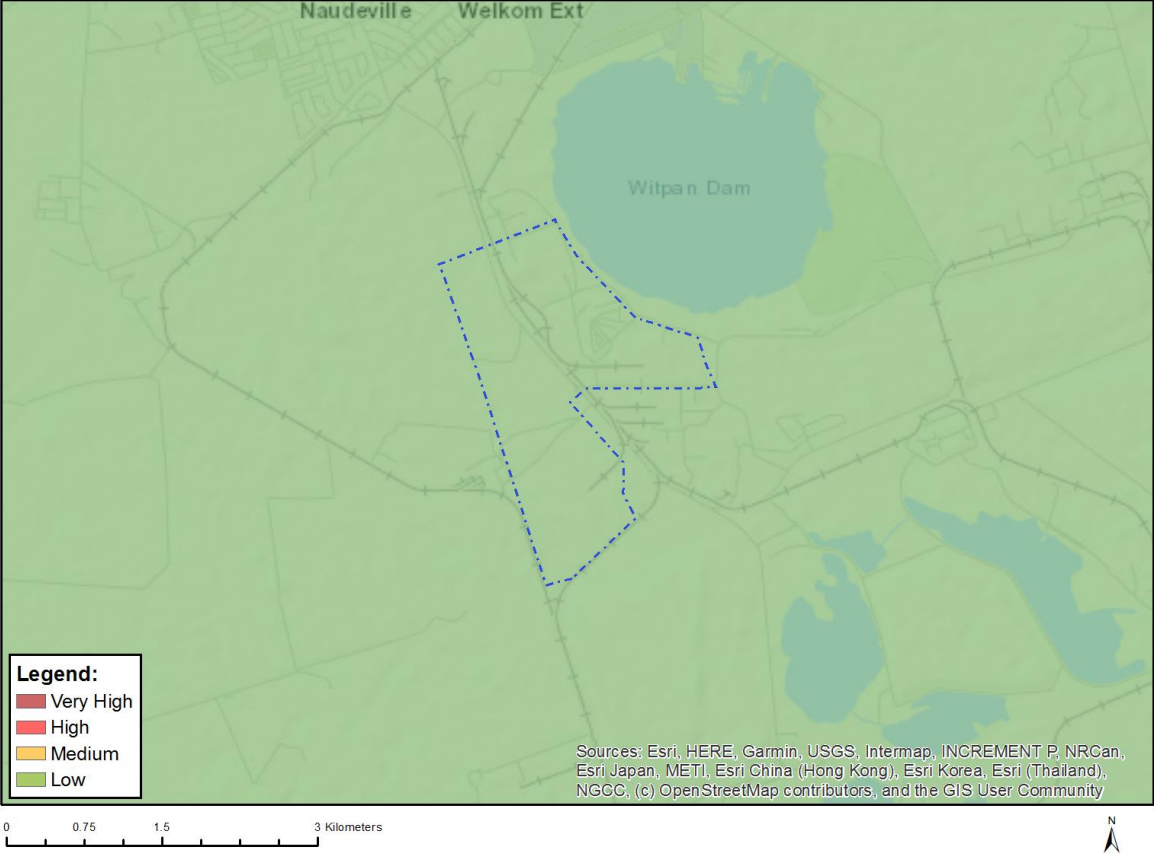 Naudeville Welkom Ext
Witpan Dam
Legend:
Very High
High
Medium
Low
Sources: Esri, HERE, Garmin, USGS, Intermap, INCREMENT P, NRCan,
Esri Japan, METI, Esri China (Hong Kong), Esri Korea, Esri (Thailand),
NGCC, (c) OpenStreetMap contributors, and the GIS User Community
0 0.75 1.5 3 Kilometers
N